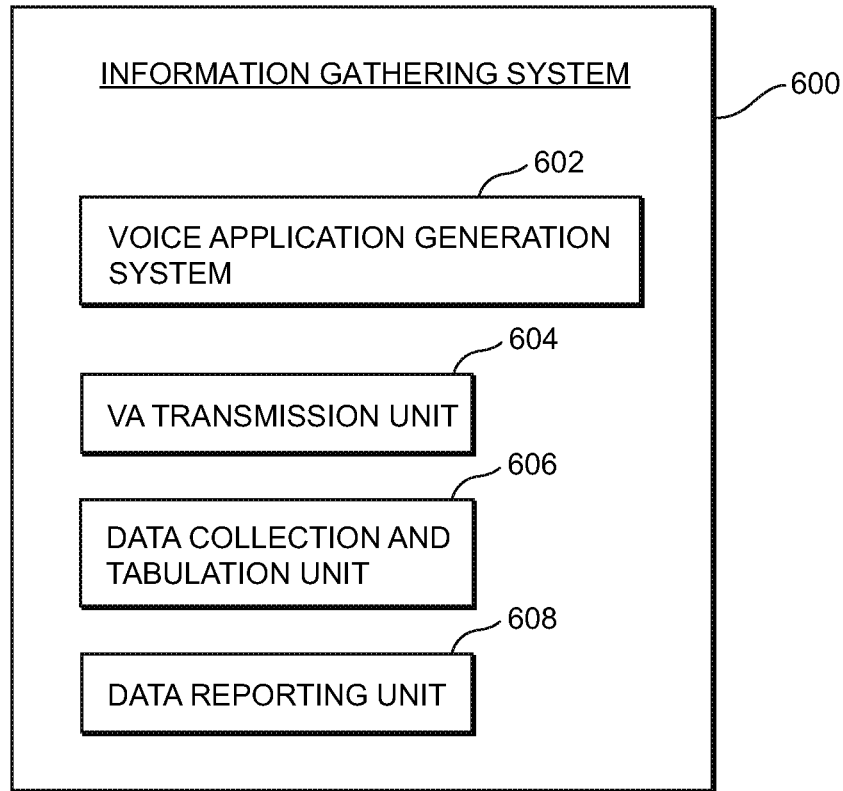 INFORMATION GATHERING SYSTEM
600
602
VOICE APPLICATION GENERATION
SYSTEM
604
VA TRANSMISSION UNIT
606
DATA COLLECTION AND
TABULATION UNIT
608
DATA REPORTING UNIT